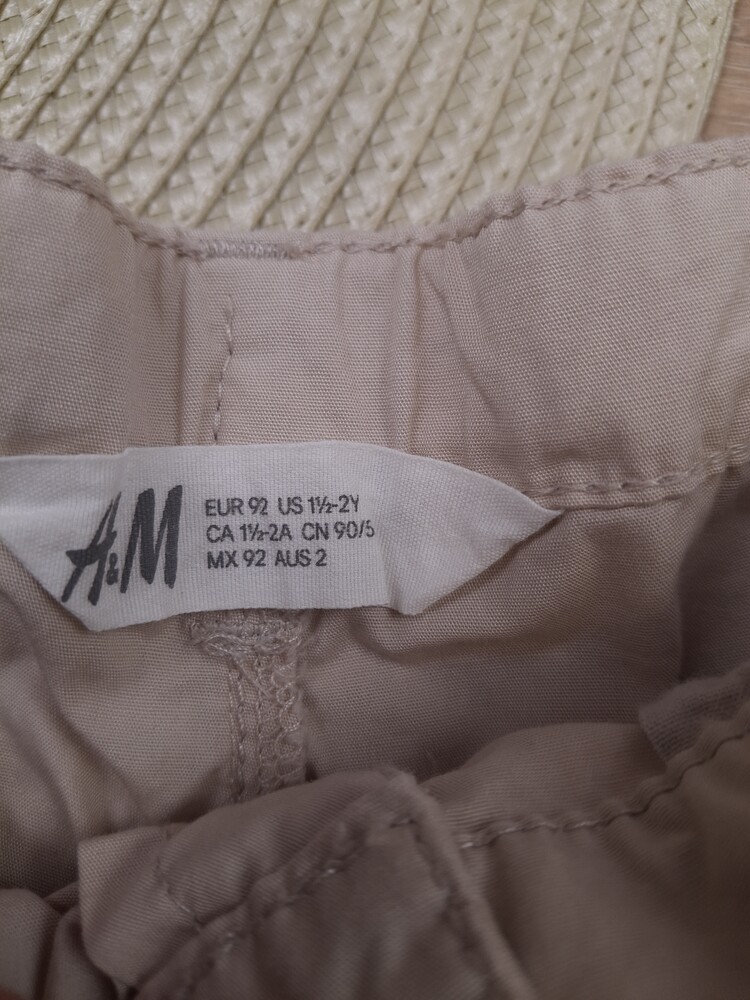 A&M
EUR 92 US 1½-2Y
CA 1½-2A CN 90/5
MX 92 AUS 2